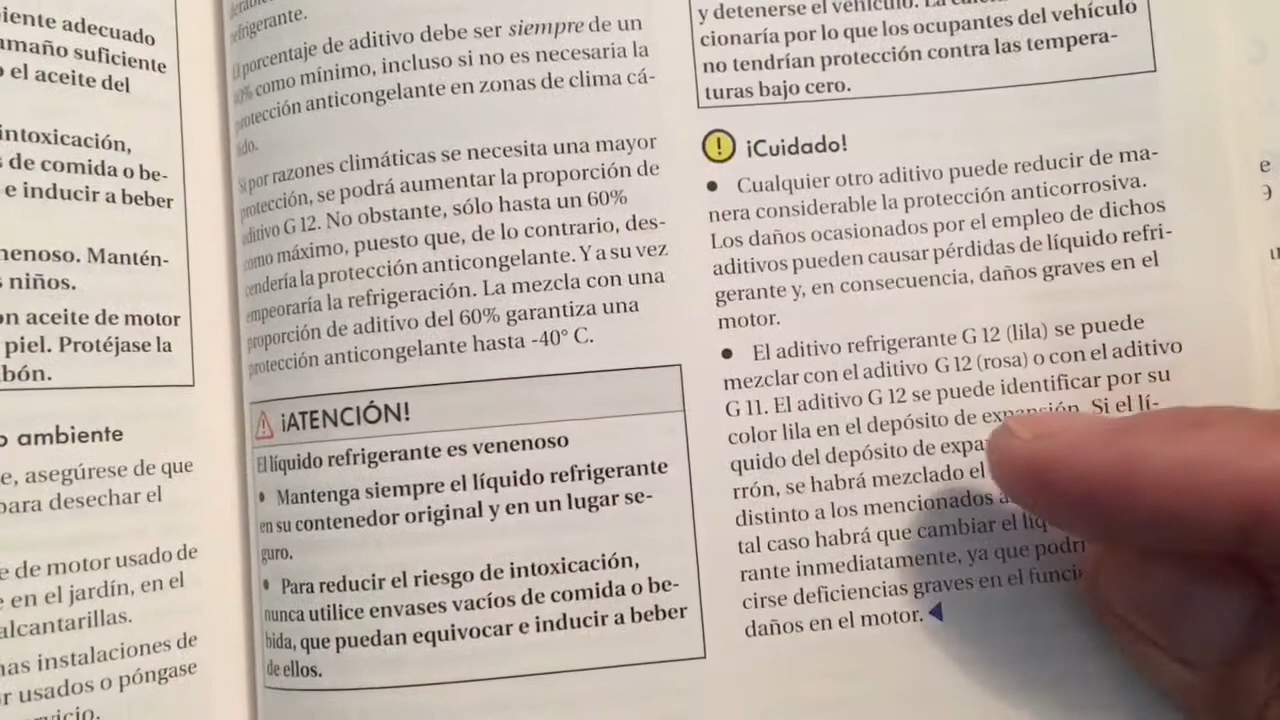 iente adecuado
amaño suficiente
o el aceite del
intoxicación,
s de comida o be-
e inducir a beber
nenoso. Mantén-
s niños.
on aceite de motor
piel. Protéjase la
bón.
o ambiente
e, asegúrese de que
para desechar el
e de motor usado de
e en el jardín, en el
alcantarillas.
nas instalaciones de
r usados o póngase
rvicio.
efrigerante.
El porcentaje de aditivo debe ser siempre de un
40% como mínimo, incluso si no es necesaria la
protección anticongelante en zonas de clima cá-
lido.
Si por razones climáticas se necesita una mayor
protección, se podrá aumentar la proporción de
aditivo G 12. No obstante, sólo hasta un 60%
como máximo, puesto que, de lo contrario, des-
cendería la protección anticongelante. Y a su vez
empeoraría la refrigeración. La mezcla con una
proporción de aditivo del 60% garantiza una
protección anticongelante hasta -40° C.
¡ATENCIÓN!
El líquido refrigerante es venenoso
• Mantenga siempre el líquido refrigerante
en su contenedor original y en un lugar se-
guro.
• Para reducir el riesgo de intoxicación,
nunca utilice envases vacíos de comida o be-
bida, que puedan equivocar e inducir a beber
de ellos.
y detenerse el vehículo. La
cionaría por lo que los ocupantes del vehículo
no tendrían protección contra las tempera-
turas bajo cero.
¡Cuidado!
• Cualquier otro aditivo puede reducir de ma-
nera considerable la protección anticorrosiva.
Los daños ocasionados por el empleo de dichos
aditivos pueden causar pérdidas de líquido refri-
gerante y, en consecuencia, daños graves en el
motor.
• El aditivo refrigerante G 12 (lila) se puede
mezclar con el aditivo G 12 (rosa) o con el aditivo
G 11. El aditivo G 12 se puede identificar por su
color lila en el depósito de expansión. Si el lí-
quido del depósito de expa
rrón, se habrá mezclado el
distinto a los mencionados a
tal caso habrá que cambiar el líq
rante inmediatamente, ya que podr
cirse deficiencias graves en el funci
daños en el motor.